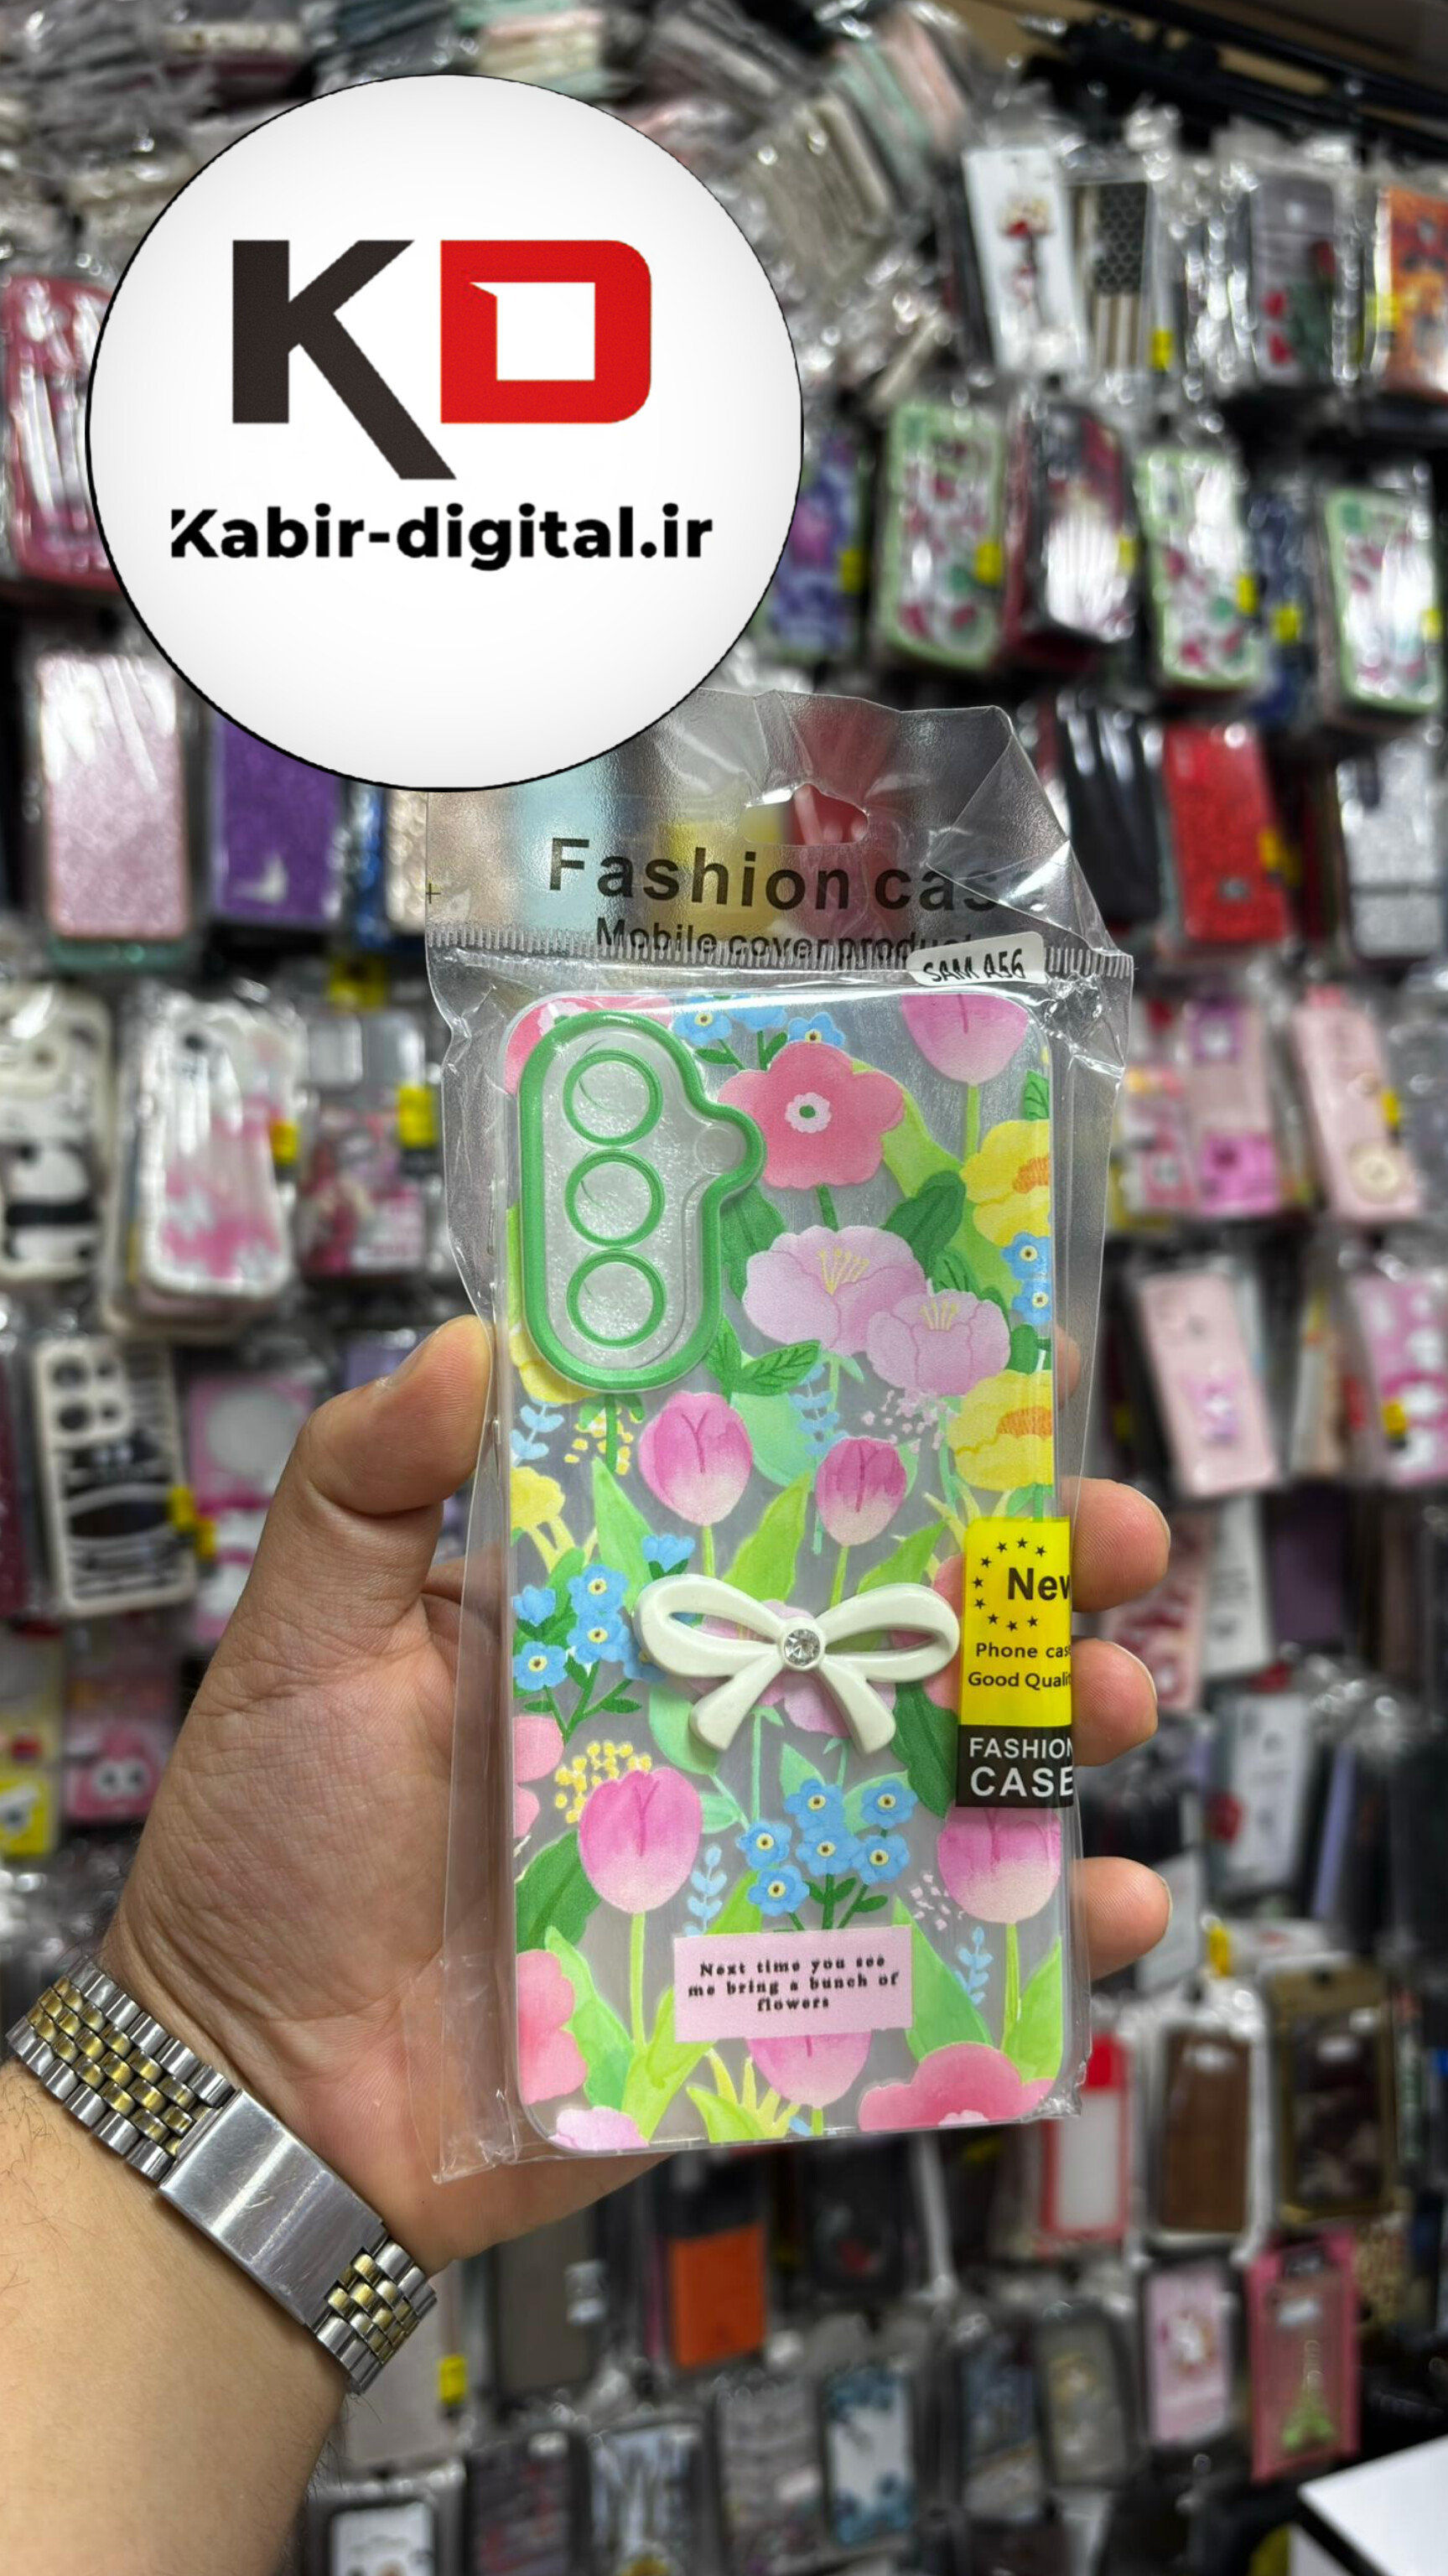 KD
Kabir-digital.ir
Fashion cas
Mobile cover product
SAM A56
New
Phone cas
Good Quali
FASHION
CASE
Next time you see
me bring a bunch of
flowers